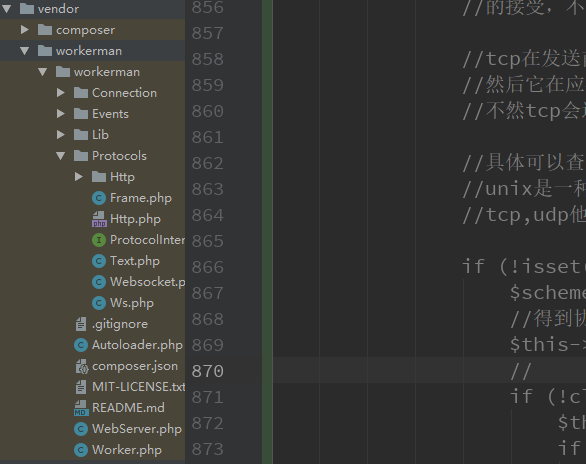 vendor
composer
workerman
workerman
Connection
Events
Lib
Protocols
Http
Frame.php
Http.php
ProtocolInter
Text.php
Websocket.p
Ws.php
.gitignore
Autoloader.php
composer.json
MIT-LICENSE.txt
README.md
WebServer.php
Worker.php
856 //的接受，不
857
858 //tcp在发送
859 //然后它在应
860 //不然tcp会
861
862 //具体可以查
863 //unix是一种
864 //tcp,udp他
865
866 if (!isset(
867 $scheme
868 //得到协
869 $this->
870 //
871 if (!cl
872 $th
873 if